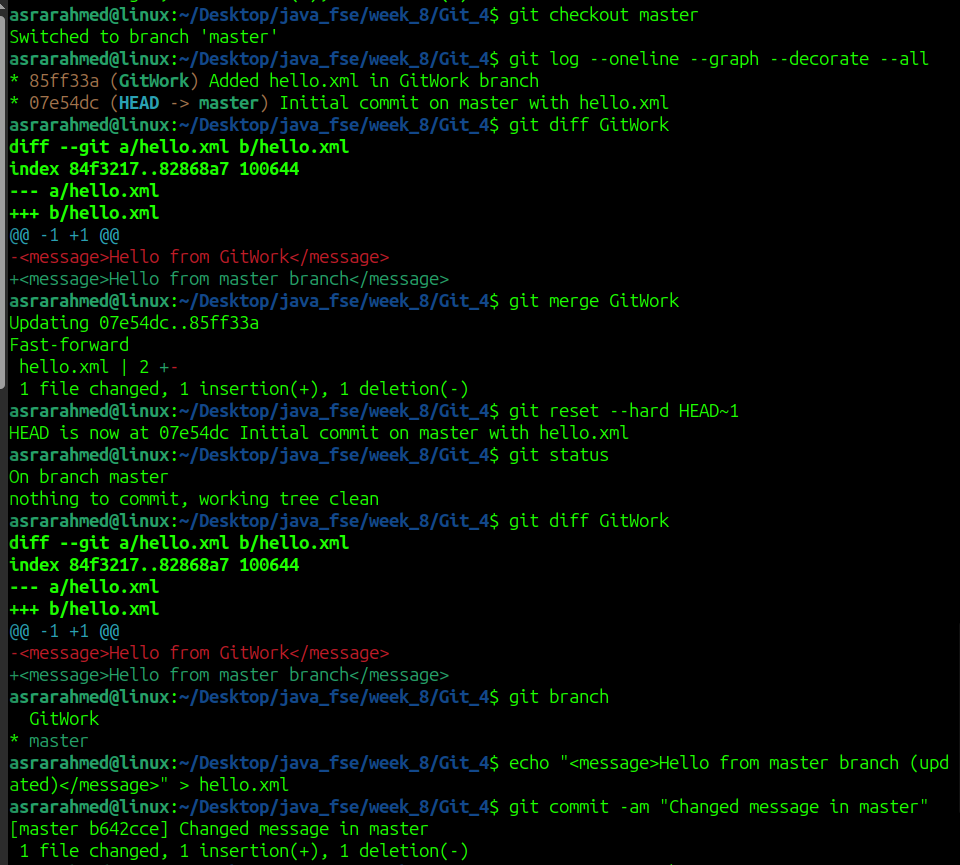 asrarahmed@linux:~/Desktop/java_fse/week_8/Git_4$ git checkout master
Switched to branch 'master'
asrarahmed@linux:~/Desktop/java_fse/week_8/Git_4$ git log --oneline --graph --decorate --all
* 85ff33a (GitWork) Added hello.xml in GitWork branch
* 07e54dc (HEAD -> master) Initial commit on master with hello.xml
asrarahmed@linux:~/Desktop/java_fse/week_8/Git_4$ git diff GitWork
diff --git a/hello.xml b/hello.xml
index 84f3217..82868a7 100644
--- a/hello.xml
+++ b/hello.xml
@@ -1 +1 @@
-<message>Hello from GitWork</message>
+<message>Hello from master branch</message>
asrarahmed@linux:~/Desktop/java_fse/week_8/Git_4$ git merge GitWork
Updating 07e54dc..85ff33a
Fast-forward
 hello.xml | 2 +-
 1 file changed, 1 insertion(+), 1 deletion(-)
asrarahmed@linux:~/Desktop/java_fse/week_8/Git_4$ git reset --hard HEAD~1
HEAD is now at 07e54dc Initial commit on master with hello.xml
asrarahmed@linux:~/Desktop/java_fse/week_8/Git_4$ git status
On branch master
nothing to commit, working tree clean
asrarahmed@linux:~/Desktop/java_fse/week_8/Git_4$ git diff GitWork
diff --git a/hello.xml b/hello.xml
index 84f3217..82868a7 100644
--- a/hello.xml
+++ b/hello.xml
@@ -1 +1 @@
-<message>Hello from GitWork</message>
+<message>Hello from master branch</message>
asrarahmed@linux:~/Desktop/java_fse/week_8/Git_4$ git branch
  GitWork
* master
asrarahmed@linux:~/Desktop/java_fse/week_8/Git_4$ echo "<message>Hello from master branch (upd
ated)</message>" > hello.xml
asrarahmed@linux:~/Desktop/java_fse/week_8/Git_4$ git commit -am "Changed message in master"
[master b642cce] Changed message in master
 1 file changed, 1 insertion(+), 1 deletion(-)